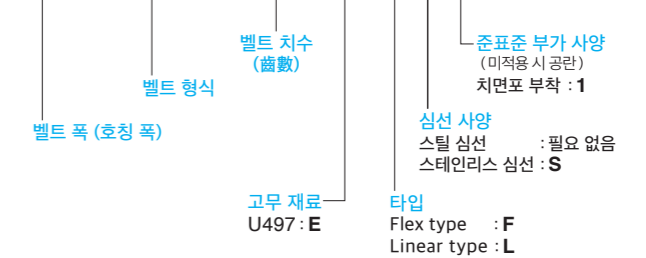 벨트 치수
(齒數)
준표준 부가 사양
(미적용 시 공란)
치면포 부착 : 1
벨트 형식
심선 사양
스틸 심선 : 필요 없음
스테인리스 심선 : S
벨트 폭 (호칭 폭)
고무 재료
U497 : E
타입
Flex type : F
Linear type : L